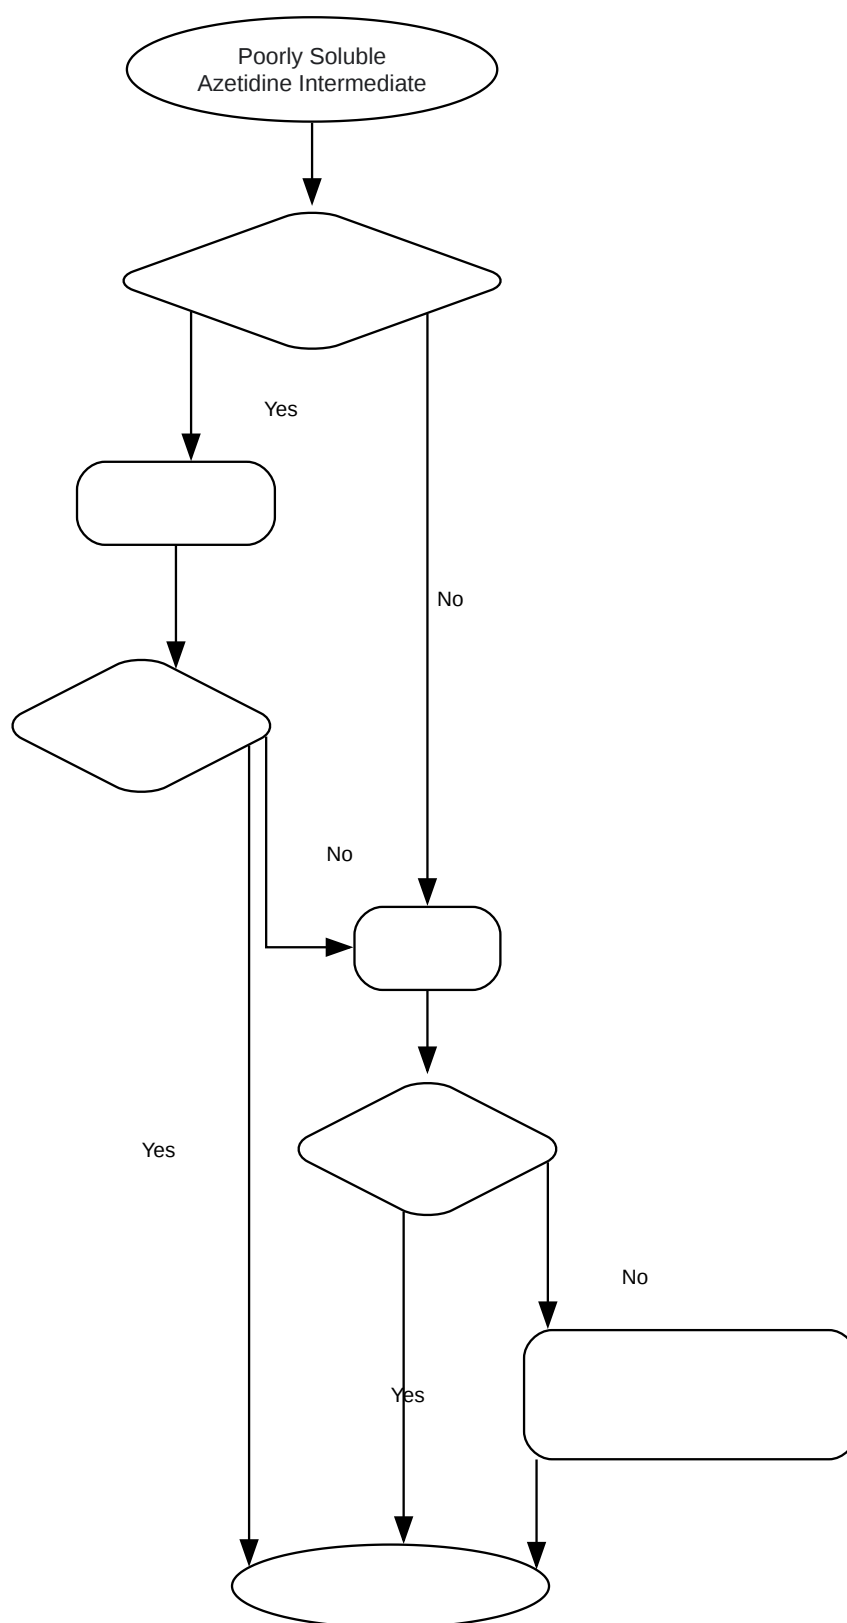 Poorly Soluble
Azetidine Intermediate
Yes
No
No
Yes
No
Yes